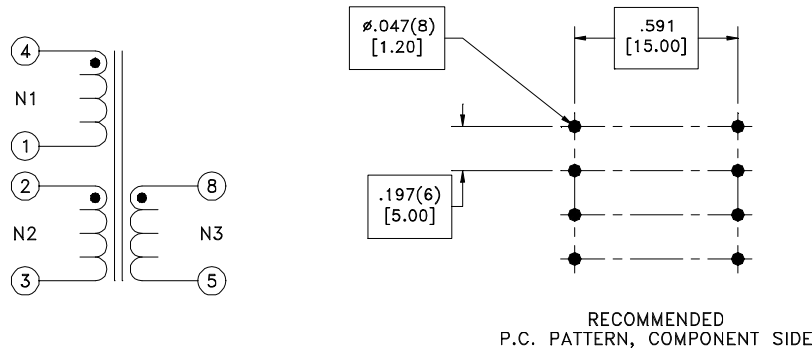 4
N1
1
2
8
N2
N3
3
5
ø.047(8)
[1.20]
.591
[15.00]
.197(6)
[5.00]
RECOMMENDED
P.C. PATTERN, COMPONENT SIDE